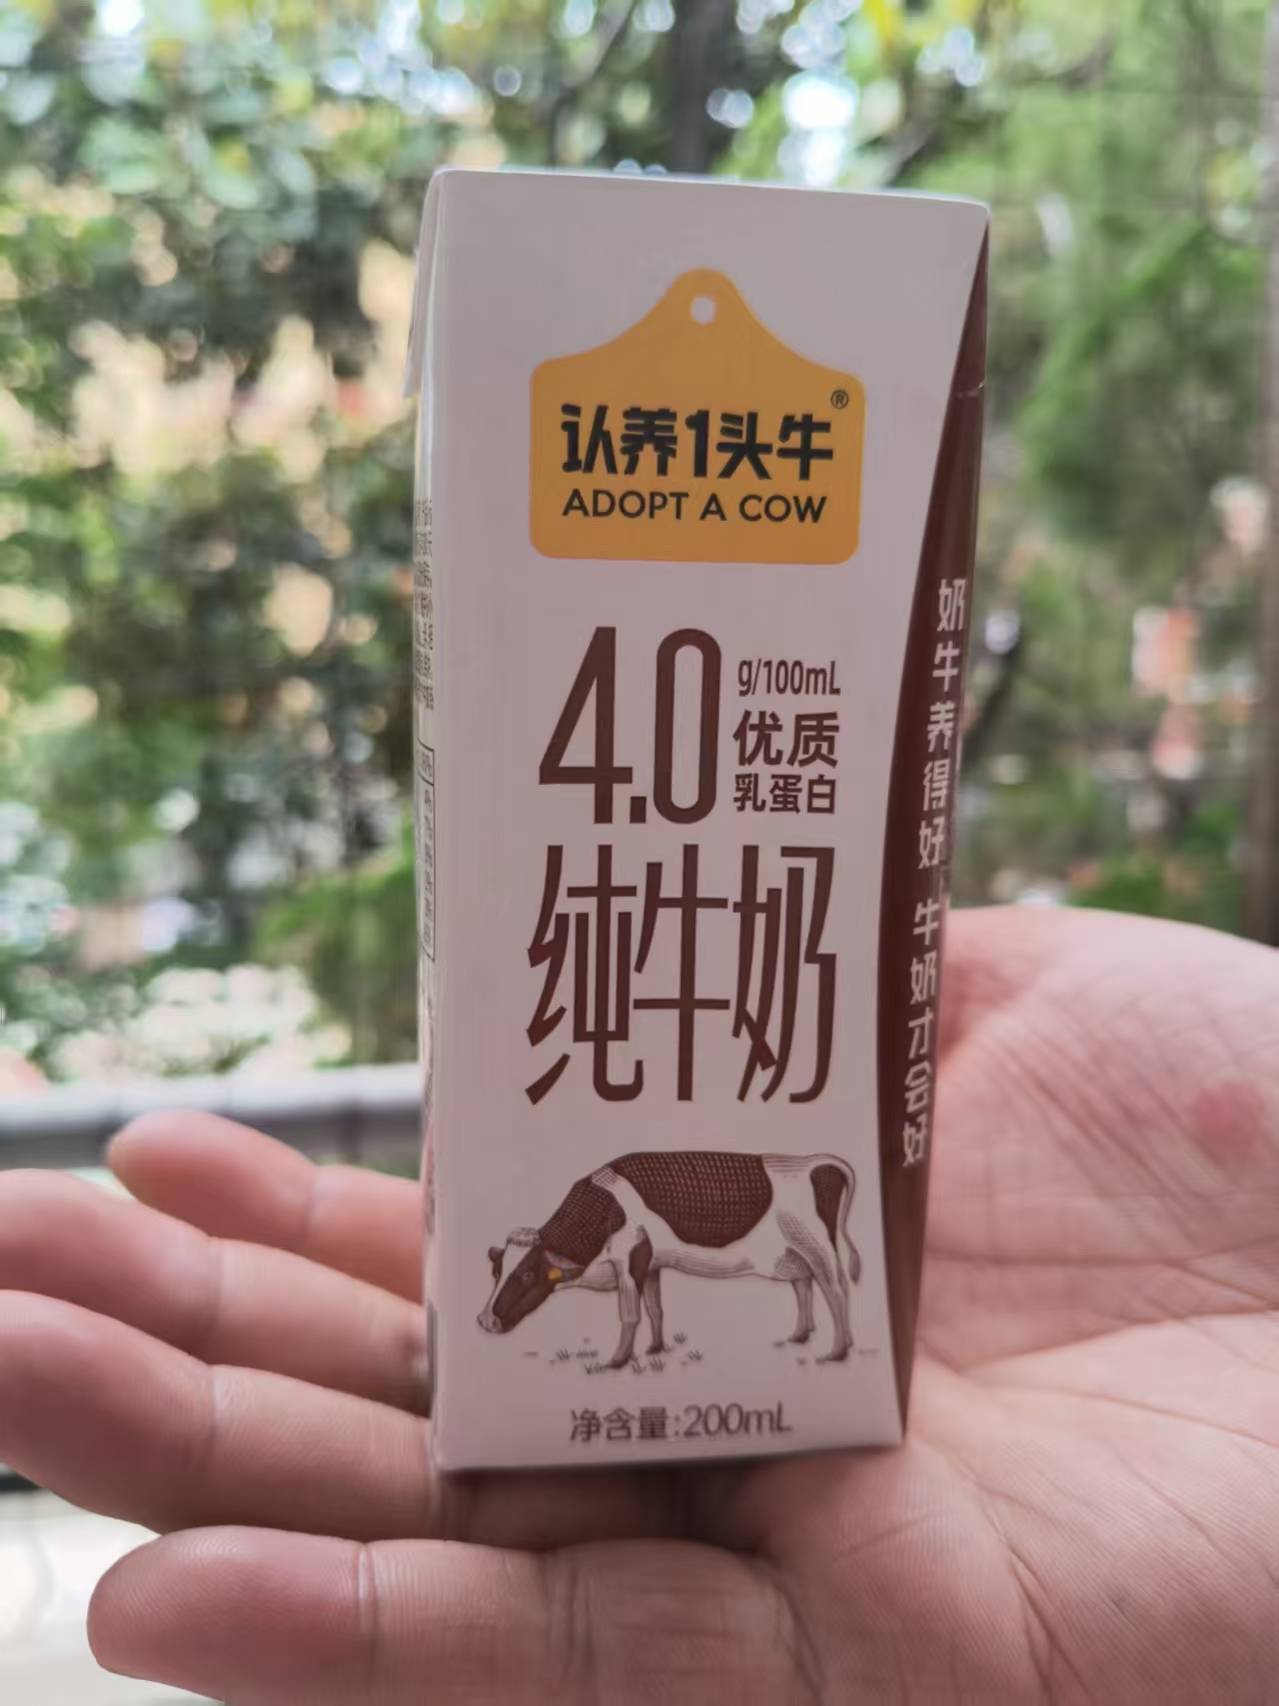 认养1头牛®
ADOPT A COW
4.0 g/100mL
优质
乳蛋白
纯牛奶
净含量:200mL
奶牛养得好 牛奶才会好